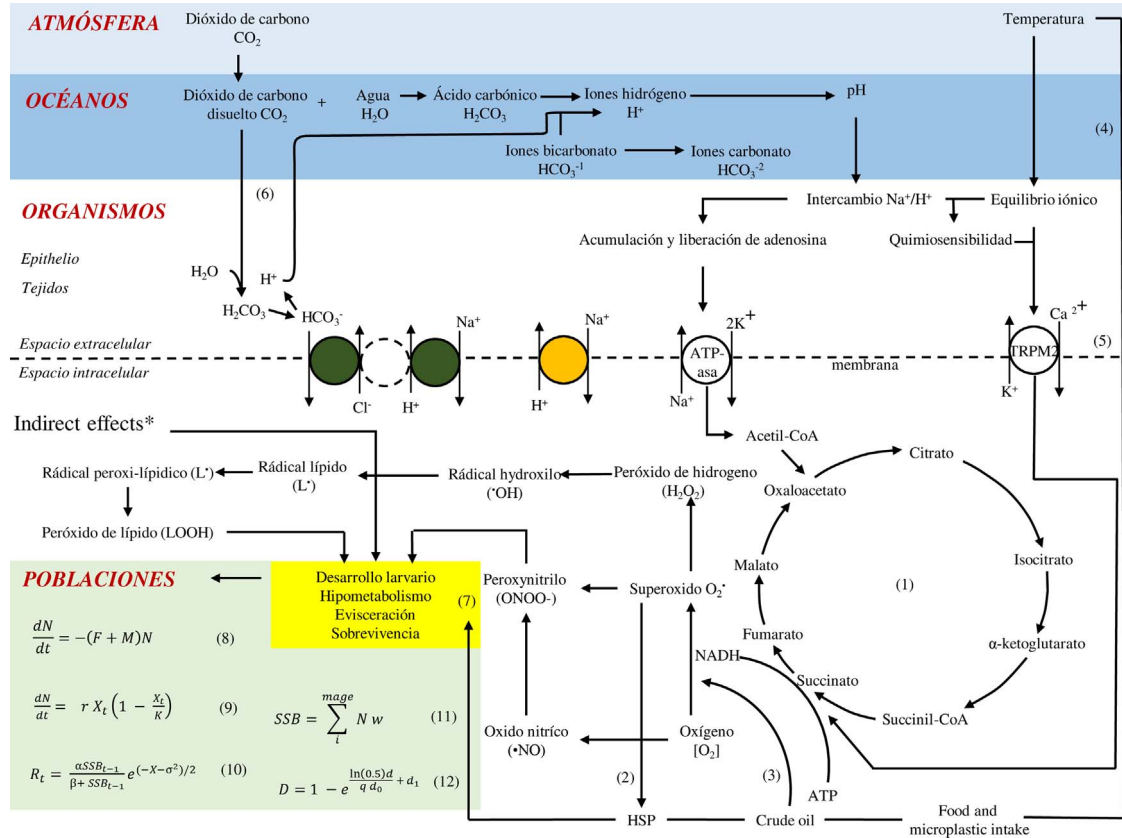 ATMÓSFERA
Dióxido de carbono
CO₂
Temperatura
OCÉANOS
Dióxido de carbono
disuelto CO₂
+
Agua
H₂O
Ácido carbónico
H₂CO₃
Iones hidrógeno
H⁺
pH
Iones bicarbonato
HCO₃⁻¹
Iones carbonato
HCO₃⁻²
(4)
(6)
ORGANISMOS
Intercambio Na⁺/H⁺
Equilibrio iónico
Acumulación y liberación de adenosina
Quimiosensibilidad
Epithelio
Tejidos
H₂O
H⁺
H₂CO₃
HCO₃⁻
Na⁺
Na⁺
2K⁺
Ca ²⁺
Espacio extracelular
Espacio intracelular
ATP-
asa
membrana
TRPM2
(5)
Cl⁻
H⁺
H⁺
Na⁺
K⁺
Indirect effects*
Acetil-CoA
Citrato
Rádical peroxi-lípidico (L•)
Rádical lípido
(L•)
Rádical hydroxilo
(•OH)
Peróxido de hidrogeno
(H₂O₂)
Oxaloacetato
Peróxido de lípido (LOOH)
Isocitrato
POBLACIONES
Desarrollo larvario
Hipometabolismo
Evisceración
Sobrevivencia
(7)
Peroxynitrilo
(ONOO-)
Superoxido O₂•
Malato
(1)
dN/dt = −(F + M)N (8)
Fumarato
α-ketoglutarato
NADH
Succinato
dN/dt = r Xₜ (1 − Xₜ/K) (9)
SSB = ∑ᵢᵐᵃᵍᵉ N w (11)
Oxido nitríco
(•NO)
Oxígeno
[O₂]
Succinil-CoA
Rₜ = αSSBₜ₋₁/β+ SSBₜ₋₁ e^(−X−σ²)/2 (10)
D = 1 − e^(ln(0.5)d/q d₀ + d₁) (12)
(2)
(3)
ATP
HSP
Crude oil
Food and
microplastic intake